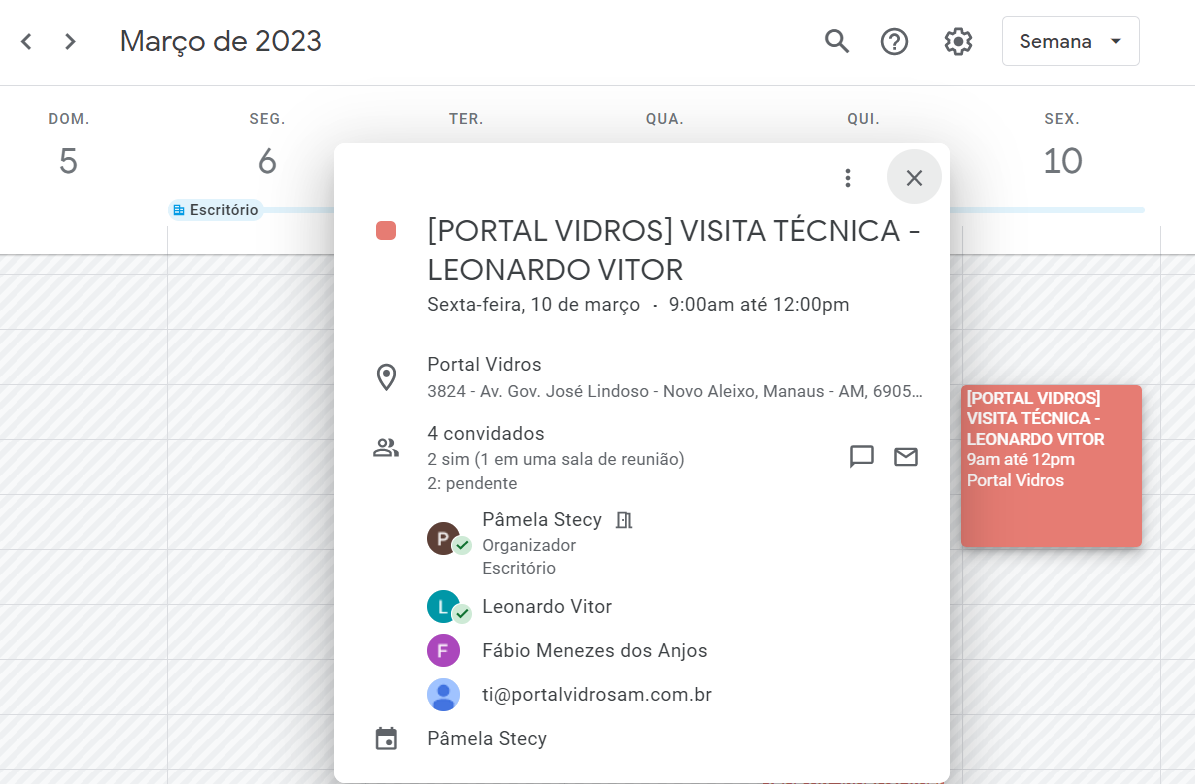 Março de 2023
Semana
DOM.
SEG.
TER.
QUA.
QUI.
SEX.
5
6
10
Escritório
[PORTAL VIDROS] VISITA TÉCNICA -
LEONARDO VITOR
Sexta-feira, 10 de março · 9:00am até 12:00pm
Portal Vidros
3824 - Av. Gov. José Lindoso - Novo Aleixo, Manaus - AM, 6905...
4 convidados
2 sim (1 em uma sala de reunião)
2: pendente
P
Pâmela Stecy
Organizador
Escritório
L
Leonardo Vitor
F
Fábio Menezes dos Anjos
ti@portalvidrosam.com.br
Pâmela Stecy
[PORTAL VIDROS]
VISITA TÉCNICA -
LEONARDO VITOR
9am até 12pm
Portal Vidros